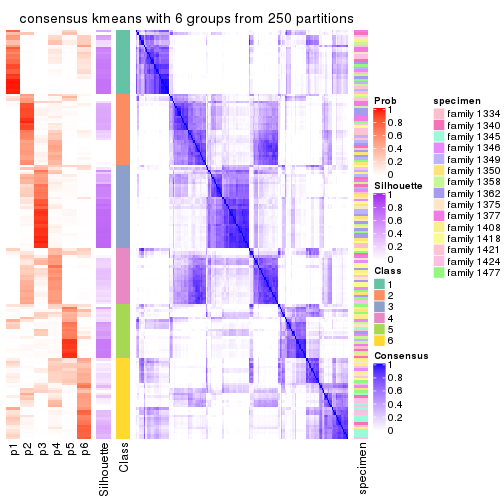 consensus kmeans with 6 groups from 250 partitions
Prob
1
0.8
0.6
0.4
0.2
0
Silhouette
1
0.8
0.6
0.4
0.2
0
Class
1
2
3
4
5
6
Consensus
1
0.8
0.6
0.4
0.2
0
specimen
family 1334
family 1340
family 1345
family 1346
family 1349
family 1350
family 1358
family 1362
family 1375
family 1377
family 1408
family 1418
family 1421
family 1424
family 1477
p1
p2
p3
p4
p5
p6
Silhouette
Class
specimen